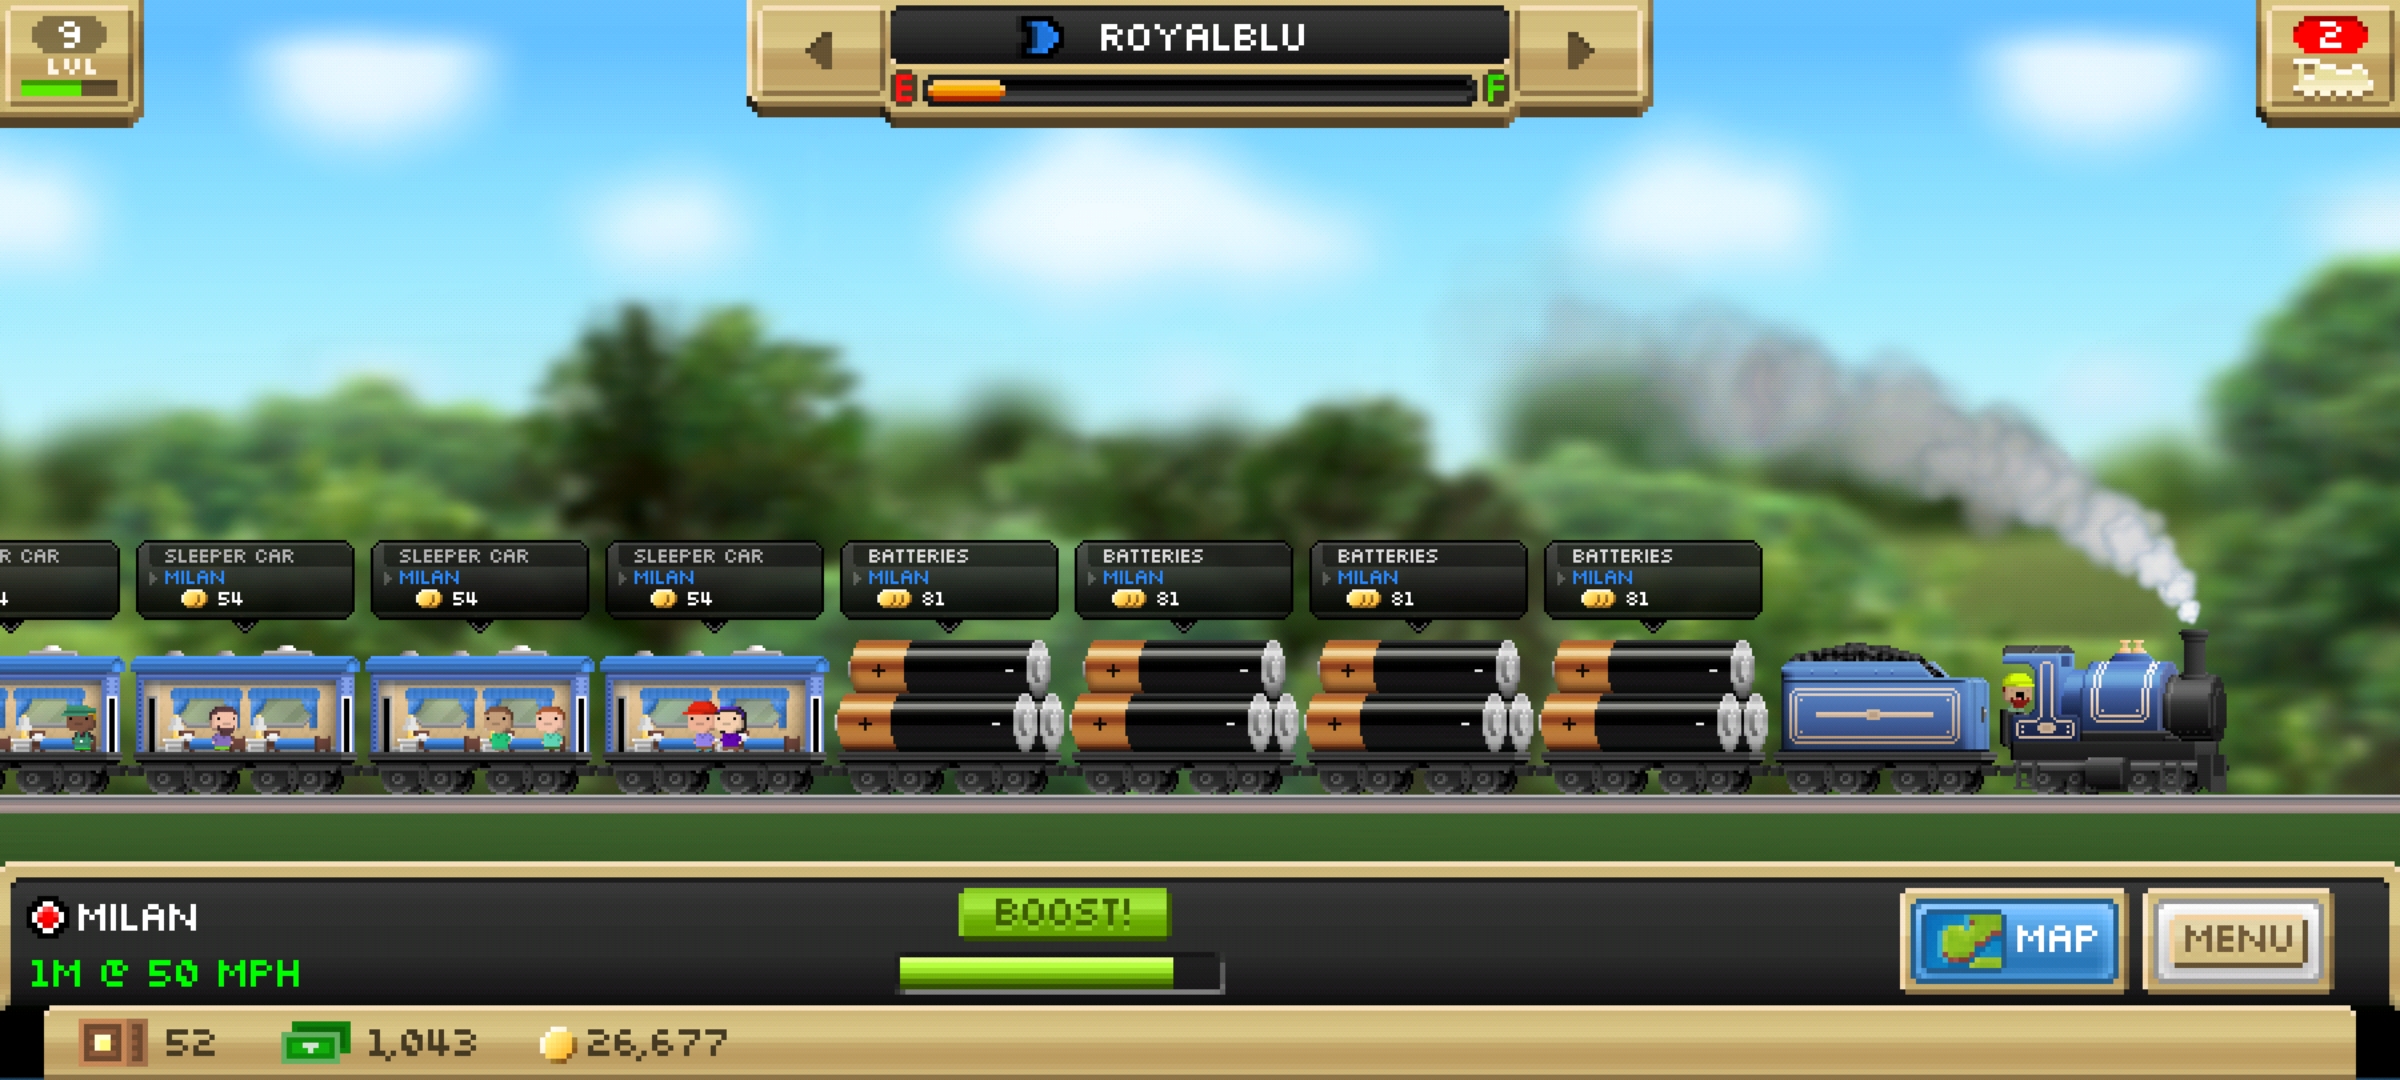 9
LVL
ROYALBLU
E
F
2
R CAR
4
SLEEPER CAR
MILAN
54
SLEEPER CAR
MILAN
54
SLEEPER CAR
MILAN
54
BATTERIES
MILAN
81
BATTERIES
MILAN
81
BATTERIES
MILAN
81
BATTERIES
MILAN
81
+ -
+ -
+ -
+ -
+ -
+ -
+ -
+ -
MILAN
1M @ 50 MPH
BOOST!
MAP
MENU
52
1,043
26,677